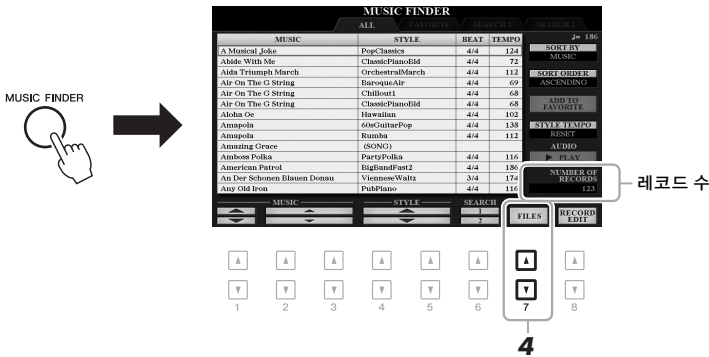 MUSIC FINDER
MUSIC FINDER
ALL FAVORITE SEARCH 1 SEARCH 2
MUSIC STYLE BEAT TEMPO
♩= 186
A Musical Joke PopClassics 4/4 124
Abide With Me ClassicPianoBld 4/4 72
Aida Triumph March OrchestralMarch 4/4 112
Air On The G String BaroqueAir 4/4 69
Air On The G String Chillout1 4/4 68
Air On The G String ClassicPianoBld 4/4 68
Aloha Oe Hawaiian 4/4 102
Amapola 60sGuitarPop 4/4 138
Amapola Rumba 4/4 112
Amazing Grace (SONG)
Amboss Polka PartyPolka 4/4 116
American Patrol BigBandFast2 4/4 186
An Der Schonen Blauen Donau VienneseWaltz 3/4 174
Any Old Iron PubPiano 4/4 116
SORT BY
MUSIC
SORT ORDER
ASCENDING
ADD TO
FAVORITE
STYLE TEMPO
RESET
AUDIO
▶ PLAY
NUMBER OF
RECORDS
123
레코드 수
MUSIC STYLE SEARCH
1
2
FILES
RECORD
EDIT
1 2 3 4 5 6 7 8
4